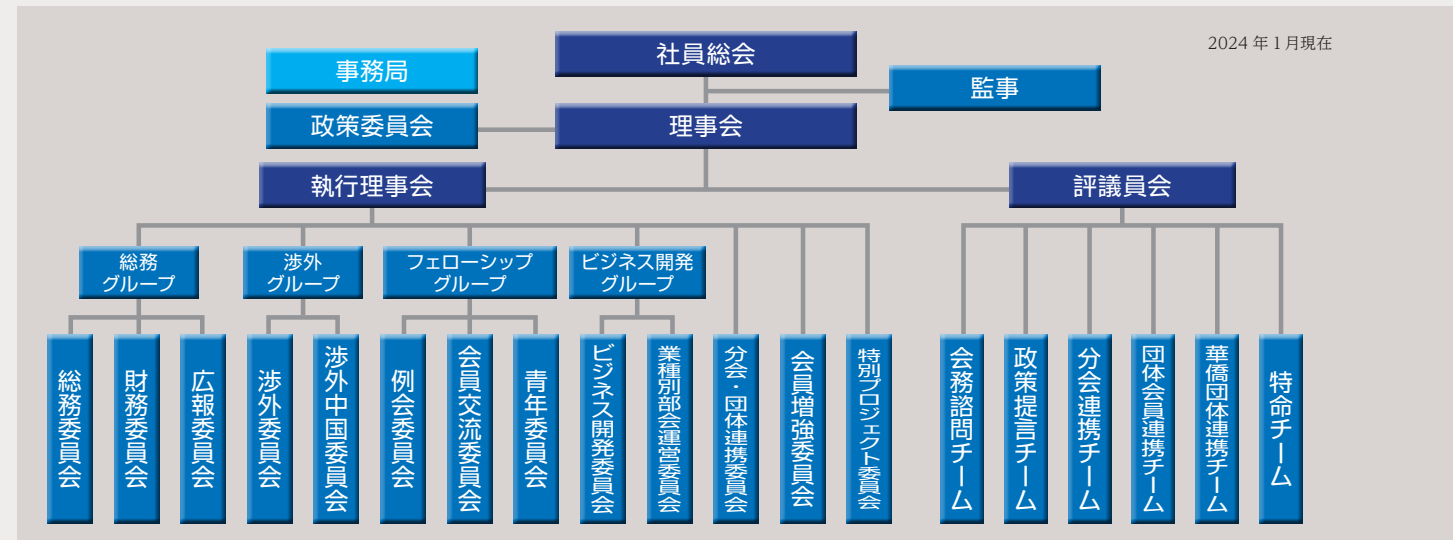 2024年1月現在
社員総会
事務局
監事
政策委員会
理事会
執行理事会
評議員会
総務
グループ
渉外
グループ
フェローシップ
グループ
ビジネス開発
グループ
総務委員会
財務委員会
広報委員会
渉外委員会
渉外中国委員会
例会委員会
会員交流委員会
青年委員会
ビジネス開発委員会
業種別部会運営委員会
分会・団体連携委員会
会員増強委員会
特別プロジェクト委員会
会務諮問チーム
政策提言チーム
分会連携チーム
団体会員連携チーム
華僑団体連携チーム
特命チーム